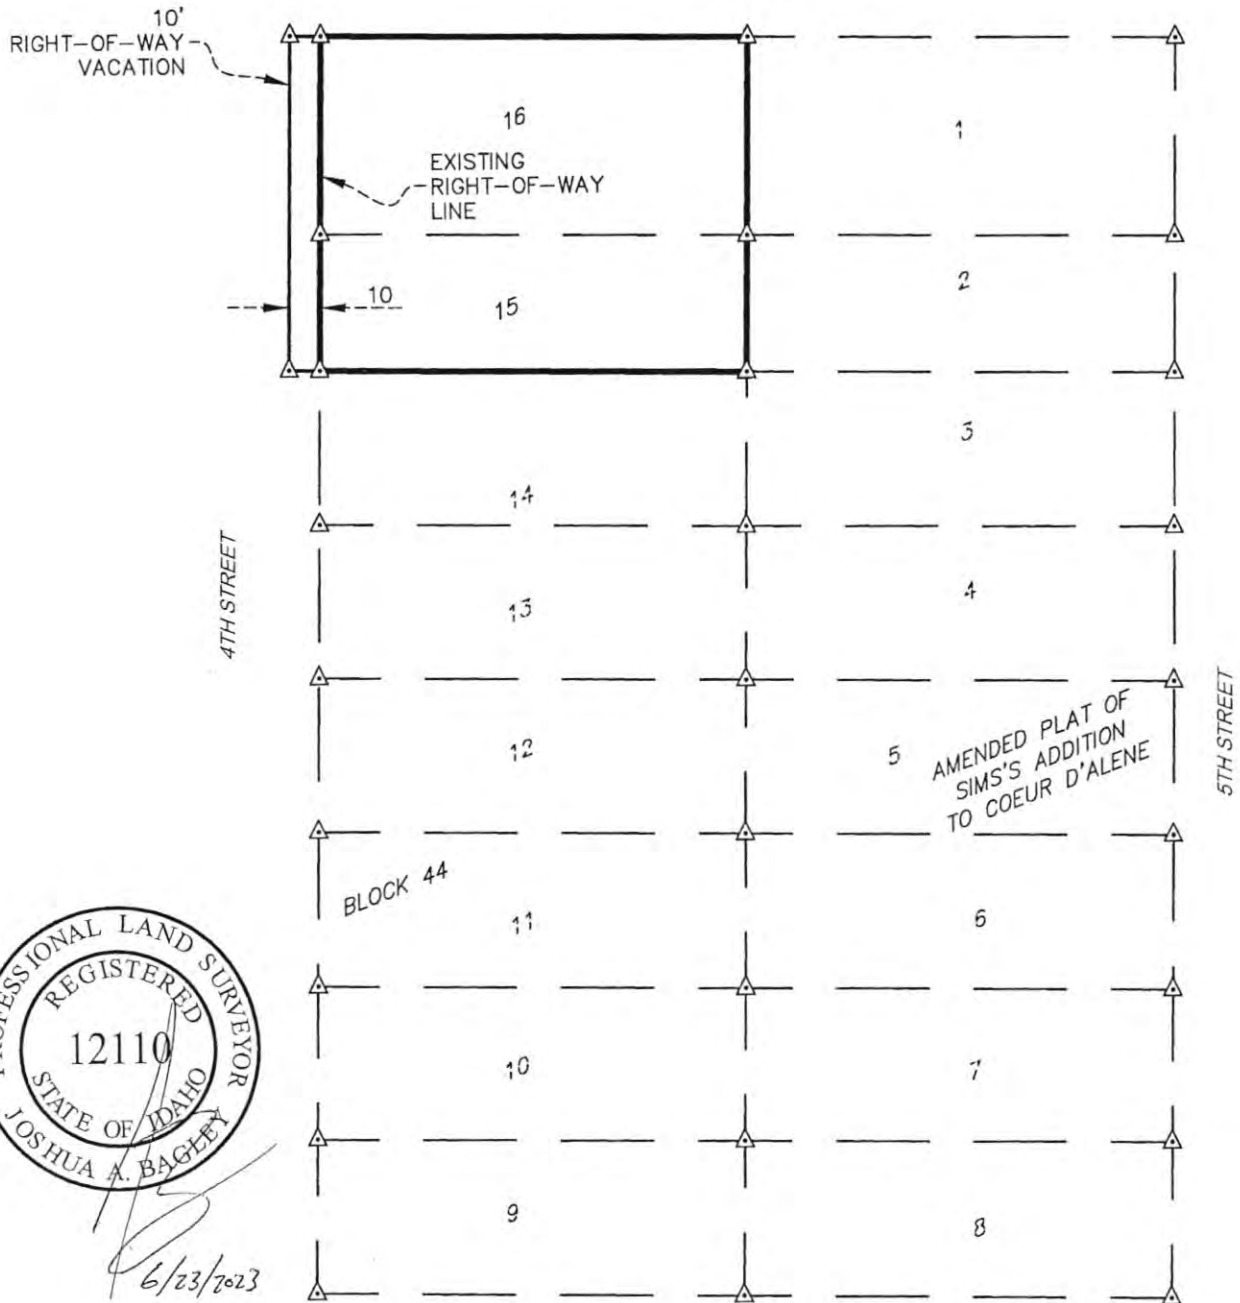 10'
RIGHT-OF-WAY
VACATION
16
1
EXISTING
RIGHT-OF-WAY
LINE
2
10
15
3
14
4TH STREET
13
4
12
5
AMENDED PLAT OF
SIMS'S ADDITION
TO COEUR D'ALENE
5TH STREET
BLOCK 44
11
6
PROFESSIONAL LAND SURVEYOR
REGISTERED
12110
STATE OF IDAHO
JOSHUA A. BAGLEY
10
7
9
8
6/23/2023